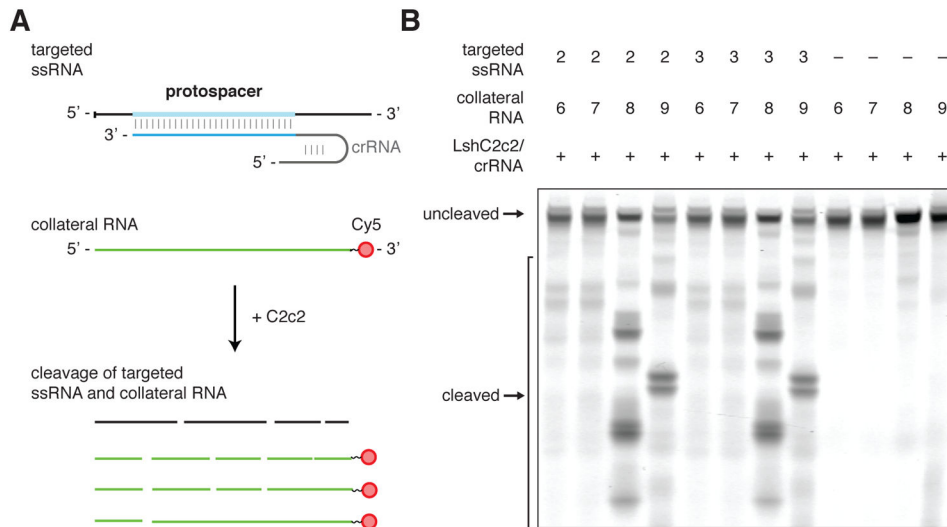 A
targeted
ssRNA
protospacer
5’ -
- 3’
3’ -
crRNA
5’ -
collateral RNA
Cy5
5’ -
- 3’
+ C2c2
cleavage of targeted
ssRNA and collateral RNA
B
targeted
ssRNA
2 2 2 2 3 3 3 3 – – – –
collateral
RNA
6 7 8 9 6 7 8 9 6 7 8 9
LshC2c2/
crRNA
+ + + + + + + + + + + +
uncleaved
cleaved